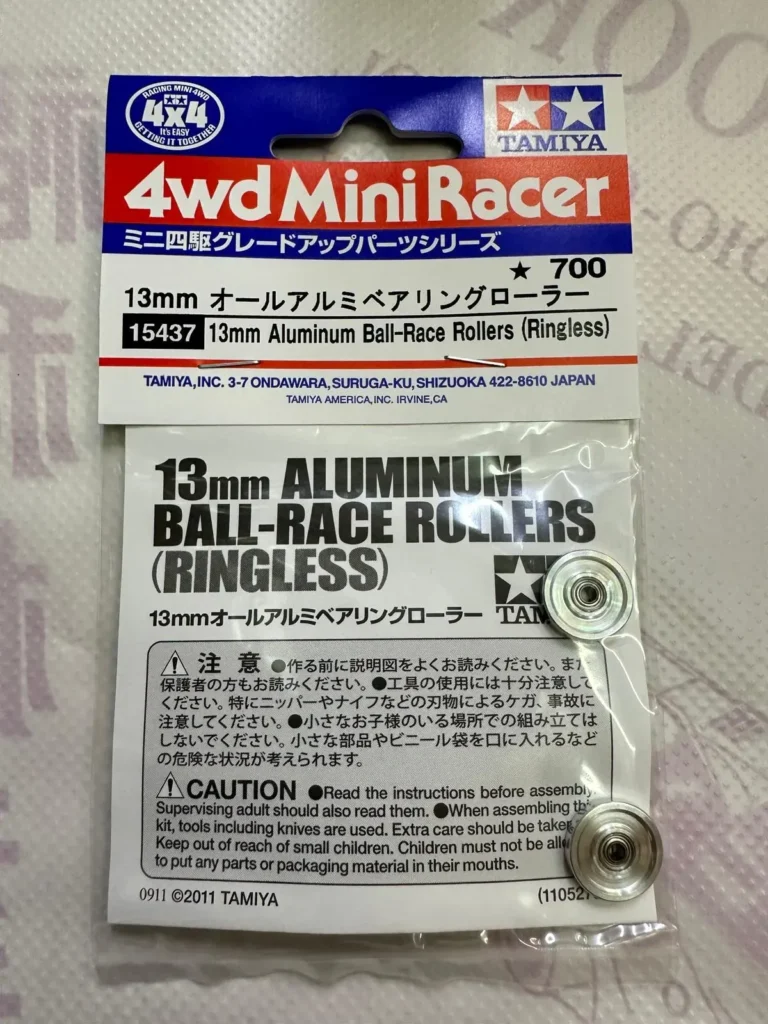 RACING MINI 4WD
4x4
It's EASY
GETTING IT TOGETHER
TAMIYA
4wd Mini Racer
ミニ四駆グレードアップパーツシリーズ
★ 700
13mm オールアルミベアリングローラー
15437 13mm Aluminum Ball-Race Rollers (Ringless)
TAMIYA, INC. 3-7 ONDAWARA, SURUGA-KU, SHIZUOKA 422-8610 JAPAN
TAMIYA AMERICA, INC. IRVINE, CA
13mm ALUMINUM
BALL-RACE ROLLERS
(RINGLESS)
13mmオールアルミベアリングローラー
注 意 ●作る前に説明図をよくお読みください。また
保護者の方もお読みください。●工具の使用には十分注意して
ください。特にニッパーやナイフなどの刃物によるケガ、事故に
注意してください。●小さなお子様のいる場所での組み立ては
しないでください。小さな部品やビニール袋を口に入れるなど
の危険な状況が考えられます。
CAUTION ●Read the instructions before assembly.
Supervising adult should also read them. ●When assembling this
kit, tools including knives are used. Extra care should be taken
Keep out of reach of small children. Children must not be
to put any parts or packaging material in their mouths.
0911 ©2011 TAMIYA